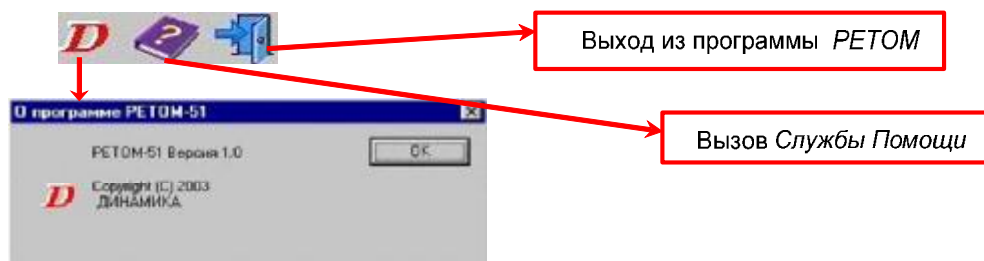 D
Выход из программы РЕТОМ
О программе РЕТОМ-51
РЕТОМ-51 Версия 1.0
OK
Вызов Службы Помощи
D
Copyright (C) 2003
ДИНАМИКА